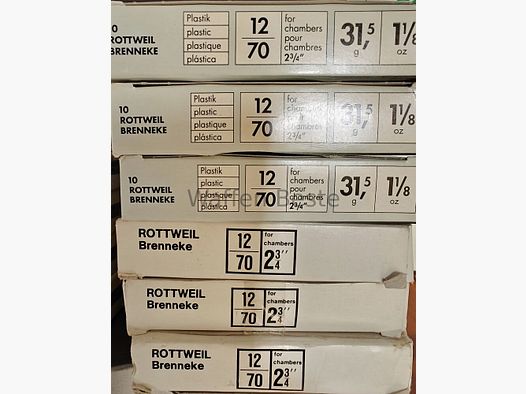 10
ROTTWEIL
BRENNEKE
Plastik
plastic
plastique
plástica
12
70
for
chambers
pour
chambres
2¾"
31,5
g
1⅛
oz
10
ROTTWEIL
BRENNEKE
Plastik
plastic
plastique
plástica
12
70
for
chambers
pour
chambres
2¾"
31,5
g
1⅛
oz
10
ROTTWEIL
BRENNEKE
Plastik
plastic
plastique
plástica
12
70
for
chambers
pour
chambres
2¾"
31,5
g
1⅛
oz
ROTTWEIL
Brenneke
12
70
for
chambers
2¾"
ROTTWEIL
Brenneke
12
70
for
chambers
2¾"
ROTTWEIL
Brenneke
12
70
for
chambers
2¾"